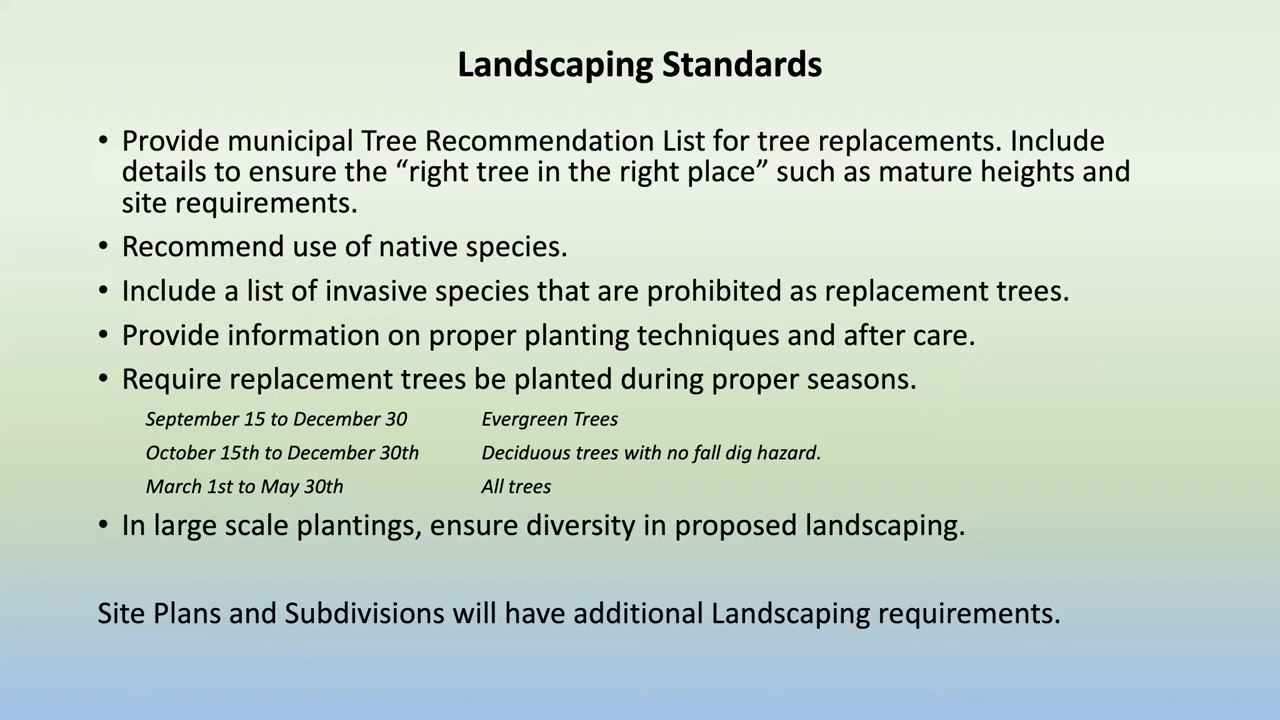 Landscaping Standards
• Provide municipal Tree Recommendation List for tree replacements. Include
details to ensure the “right tree in the right place” such as mature heights and
site requirements.
• Recommend use of native species.
• Include a list of invasive species that are prohibited as replacement trees.
• Provide information on proper planting techniques and after care.
• Require replacement trees be planted during proper seasons.
September 15 to December 30 Evergreen Trees
October 15th to December 30th Deciduous trees with no fall dig hazard.
March 1st to May 30th All trees
• In large scale plantings, ensure diversity in proposed landscaping.
Site Plans and Subdivisions will have additional Landscaping requirements.